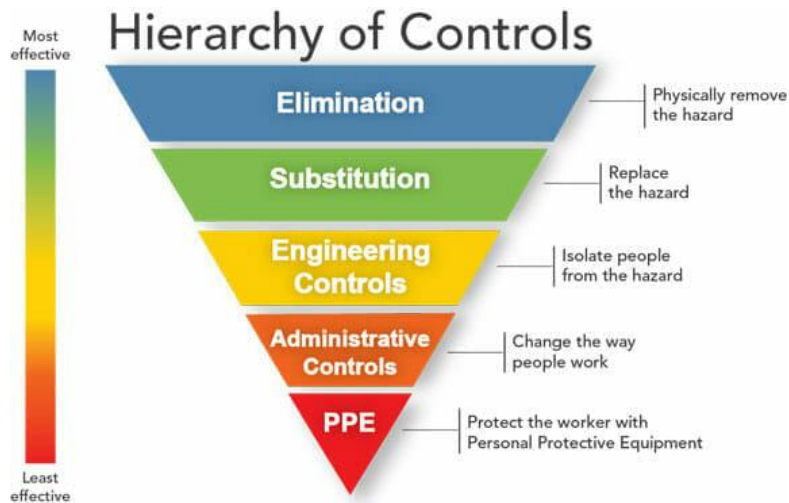 Hierarchy of Controls
Most
effective
Elimination
Physically remove
the hazard
Substitution
Replace
the hazard
Engineering
Controls
Isolate people
from the hazard
Administrative
Controls
Change the way
people work
PPE
Protect the worker with
Personal Protective Equipment
Least
effective